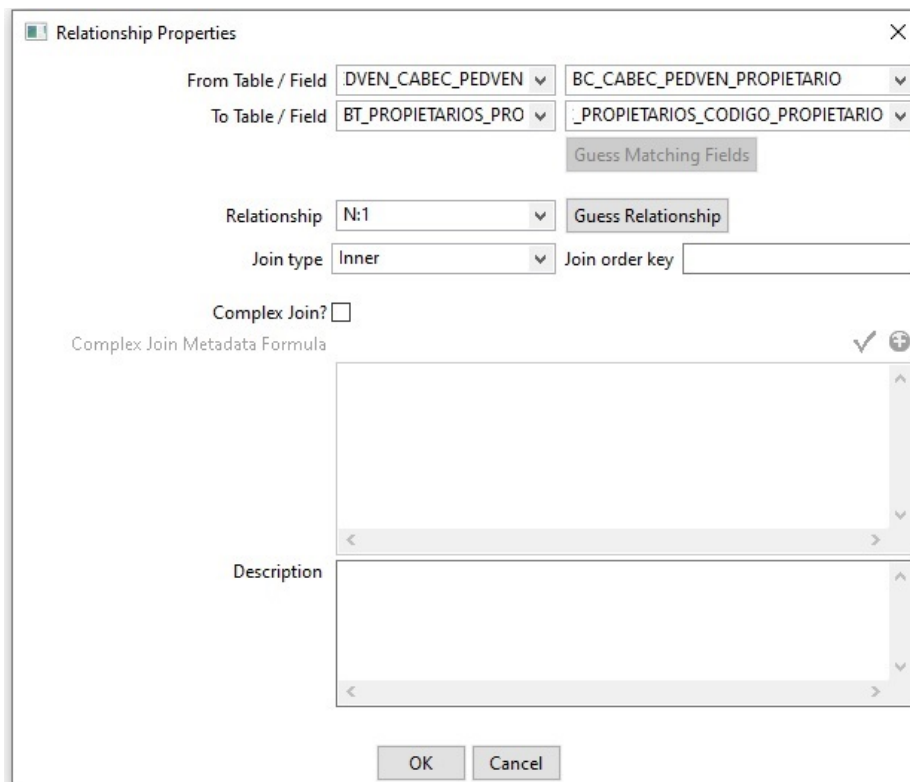 Relationship Properties
From Table / Field DVEN_CABEC_PEDVEN BC_CABEC_PEDVEN_PROPIETARIO
To Table / Field BT_PROPIETARIOS_PRO _PROPIETARIOS_CODIGO_PROPIETARIO
Guess Matching Fields
Relationship N:1 Guess Relationship
Join type Inner Join order key
Complex Join?
Complex Join Metadata Formula
Description
OK Cancel